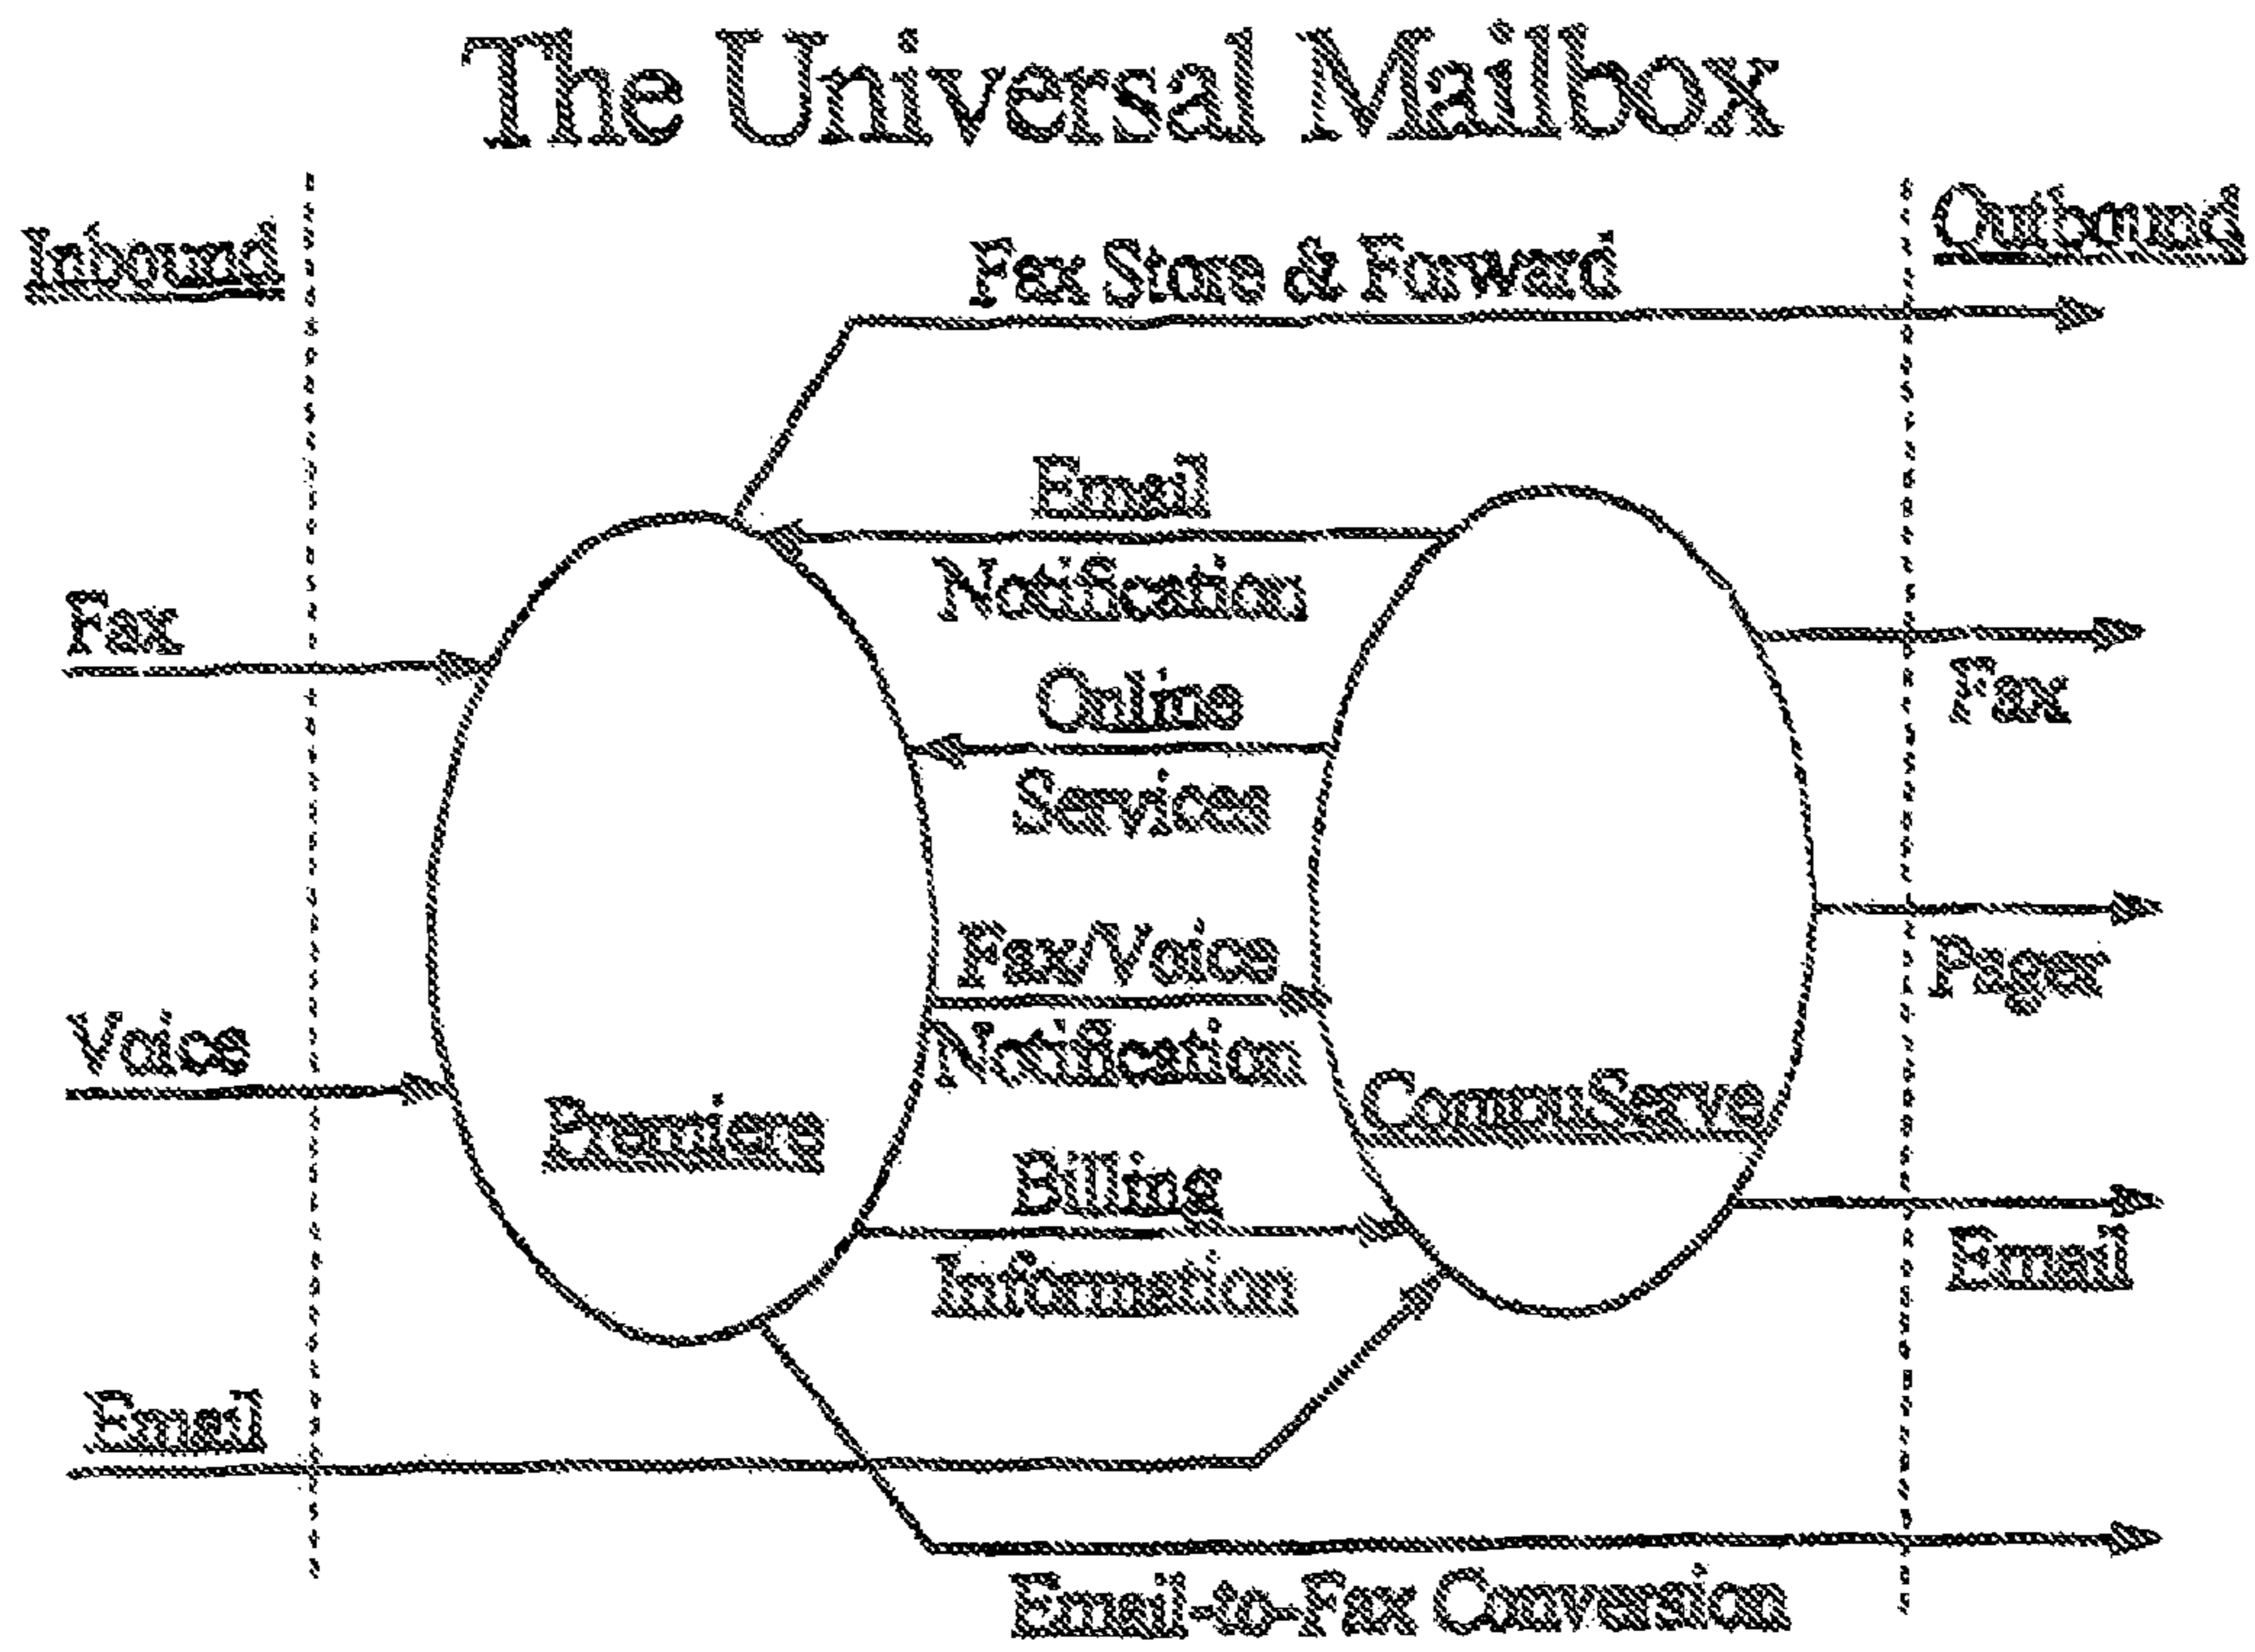 The Universal Mailbox
Inbound
Outbound
Fax Store & Forward
Email
Notification
Fax
Online
Services
Fax
Fax/Voice
Notification
Pager
Voice
Premiere
CompuServe
Billing
Information
Email
Email
Email-to-Fax Conversion